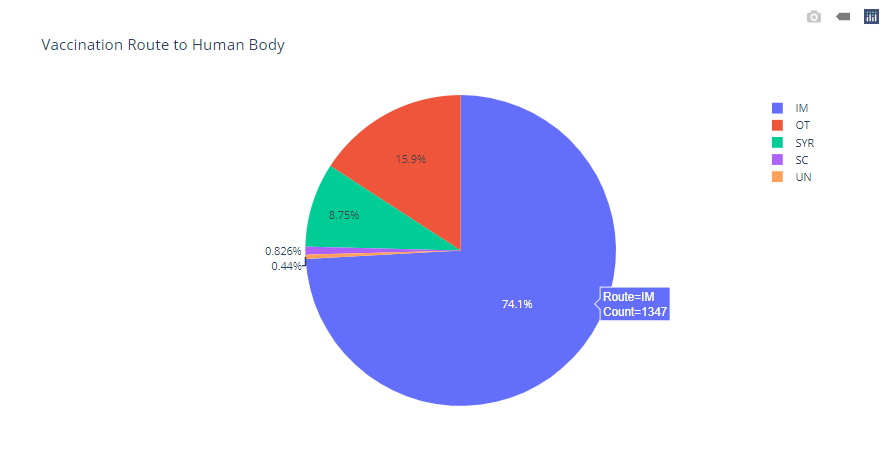 Vaccination Route to Human Body
IM
OT
SYR
SC
UN
15.9%
8.75%
0.826%
0.44%
74.1%
Route=IM
Count=1347